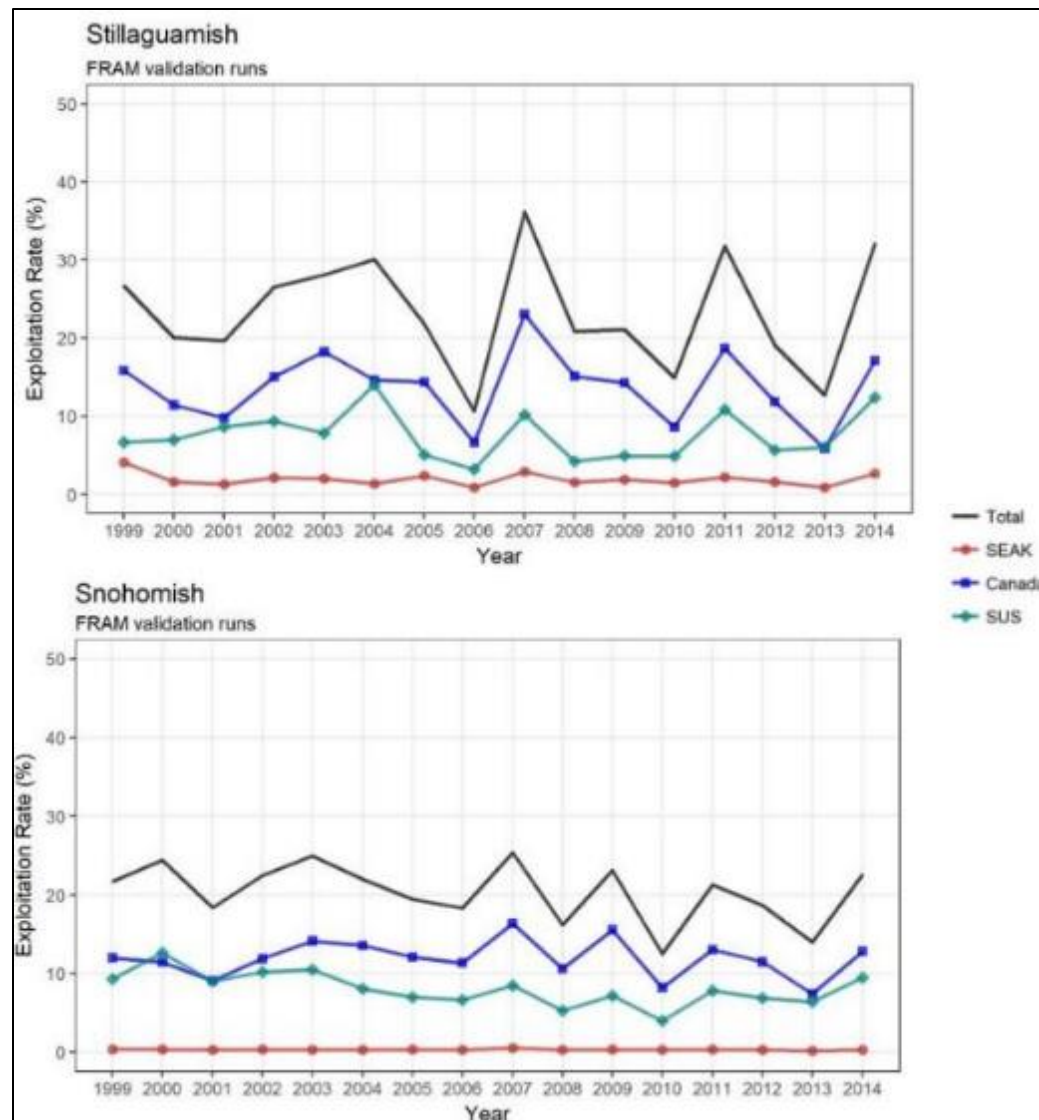 Stillaguamish
FRAM validation runs
50
40
30
20
10
0
Exploitation Rate (%)
1999 2000 2001 2002 2003 2004 2005 2006 2007 2008 2009 2010 2011 2012 2013 2014
Year
Total
SEAK
Canada
SUS
Snohomish
FRAM validation runs
50
40
30
20
10
0
Exploitation Rate (%)
1999 2000 2001 2002 2003 2004 2005 2006 2007 2008 2009 2010 2011 2012 2013 2014
Year